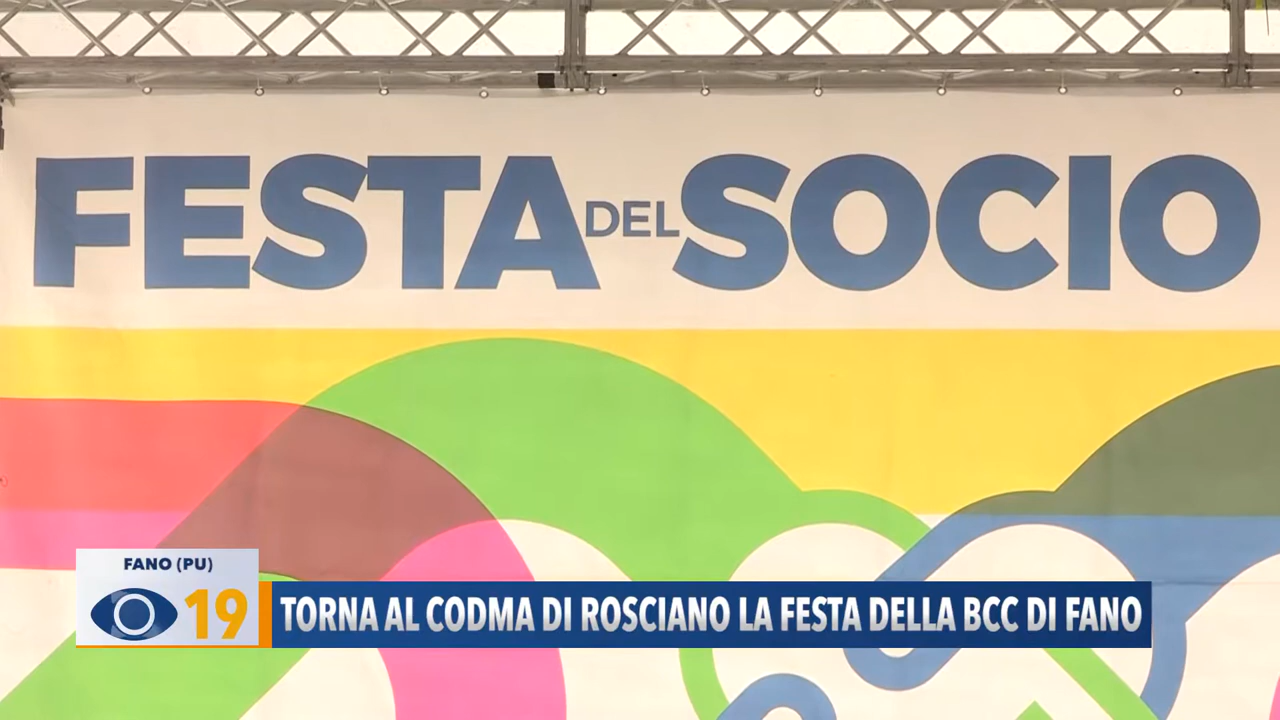 FESTA DEL SOCIO
FANO (PU)
19
TORNA AL CODMA DI ROSCIANO LA FESTA DELLA BCC DI FANO